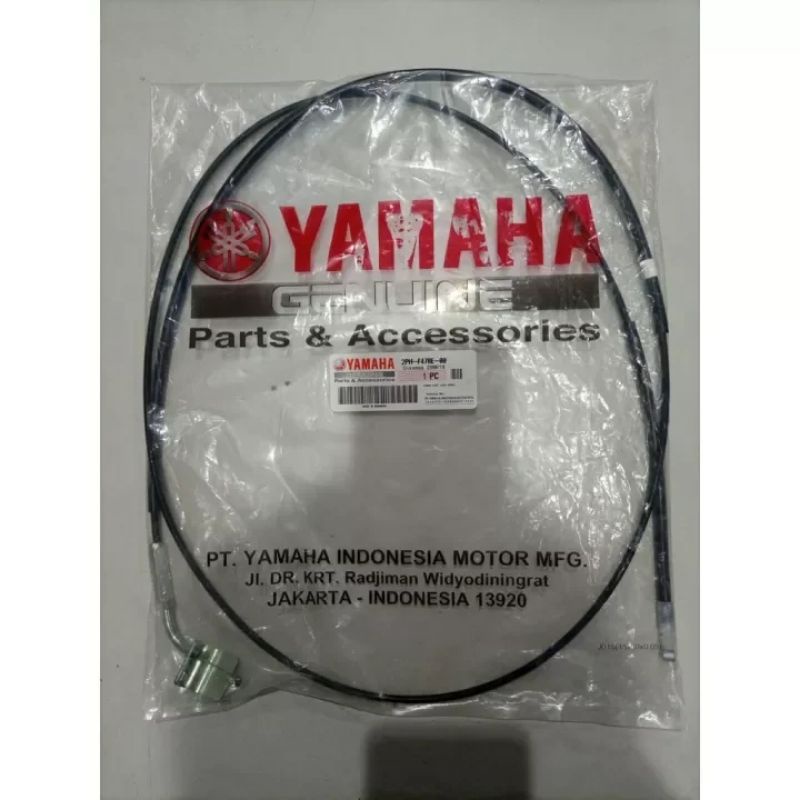 YAMAHA
GENUINE
Parts & Accessories
YAMAHA
Parts & Accessories
1 PC
PT. YAMAHA INDONESIA MOTOR MFG.
Jl. DR. KRT. Radjiman Widyodiningrat
JAKARTA - INDONESIA 13920